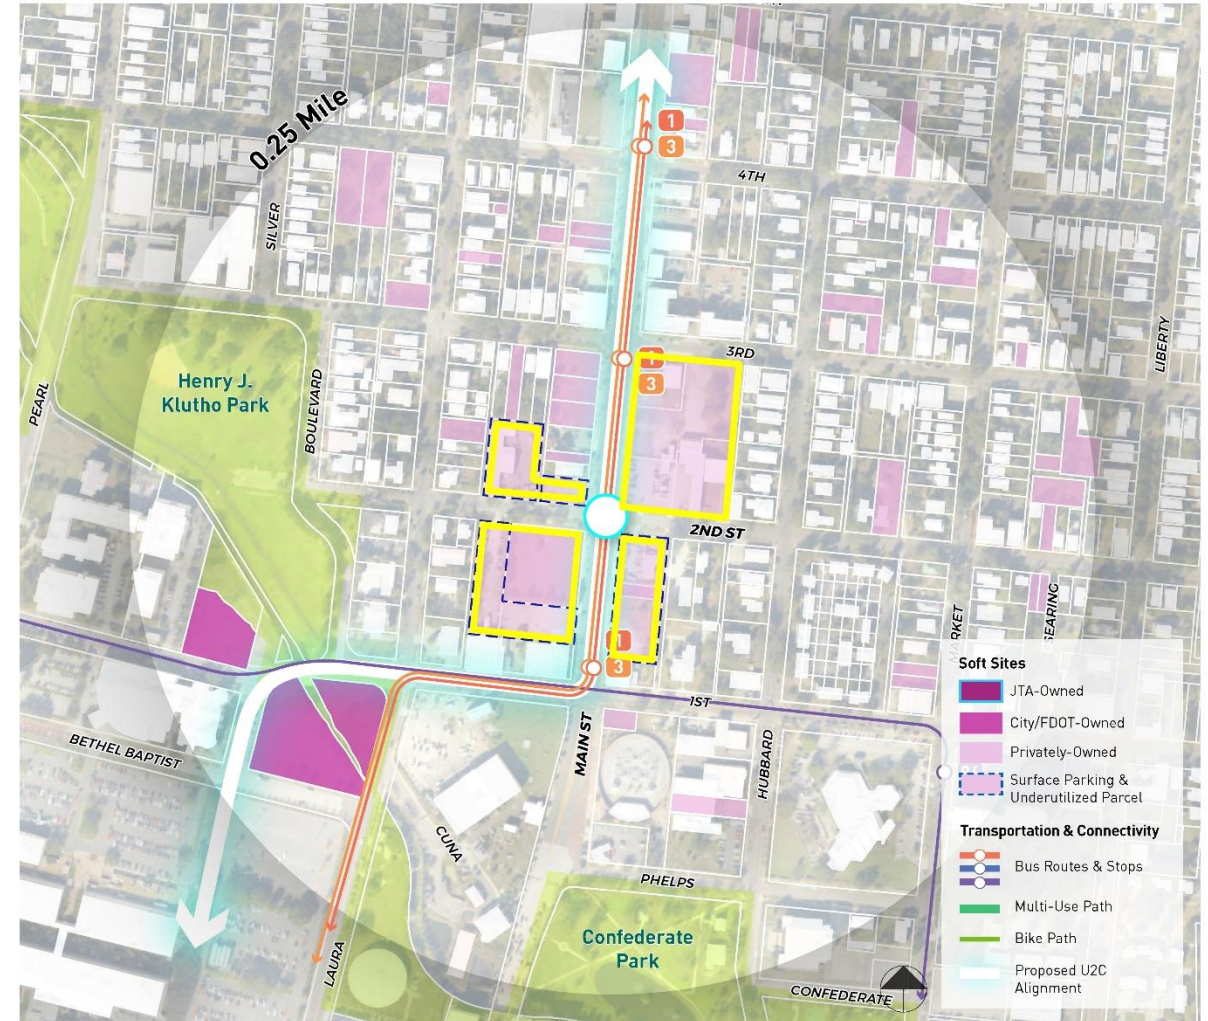 0.25 Mile
1
3
4TH
SILVER
3RD
1
3
LIBERTY
PEARL
Henry J.
Klutho Park
BOULEVARD
2ND ST
MARKET
1
3
1ST
MAIN ST
HUBBARD
BETHEL BAPTIST
CUNA
PHELPS
LAURA
Confederate
Park
CONFEDERATE
Soft Sites
JTA-Owned
City/FDOT-Owned
Privately-Owned
Surface Parking &
Underutilized Parcel
Transportation & Connectivity
Bus Routes & Stops
Multi-Use Path
Bike Path
Proposed U2C
Alignment